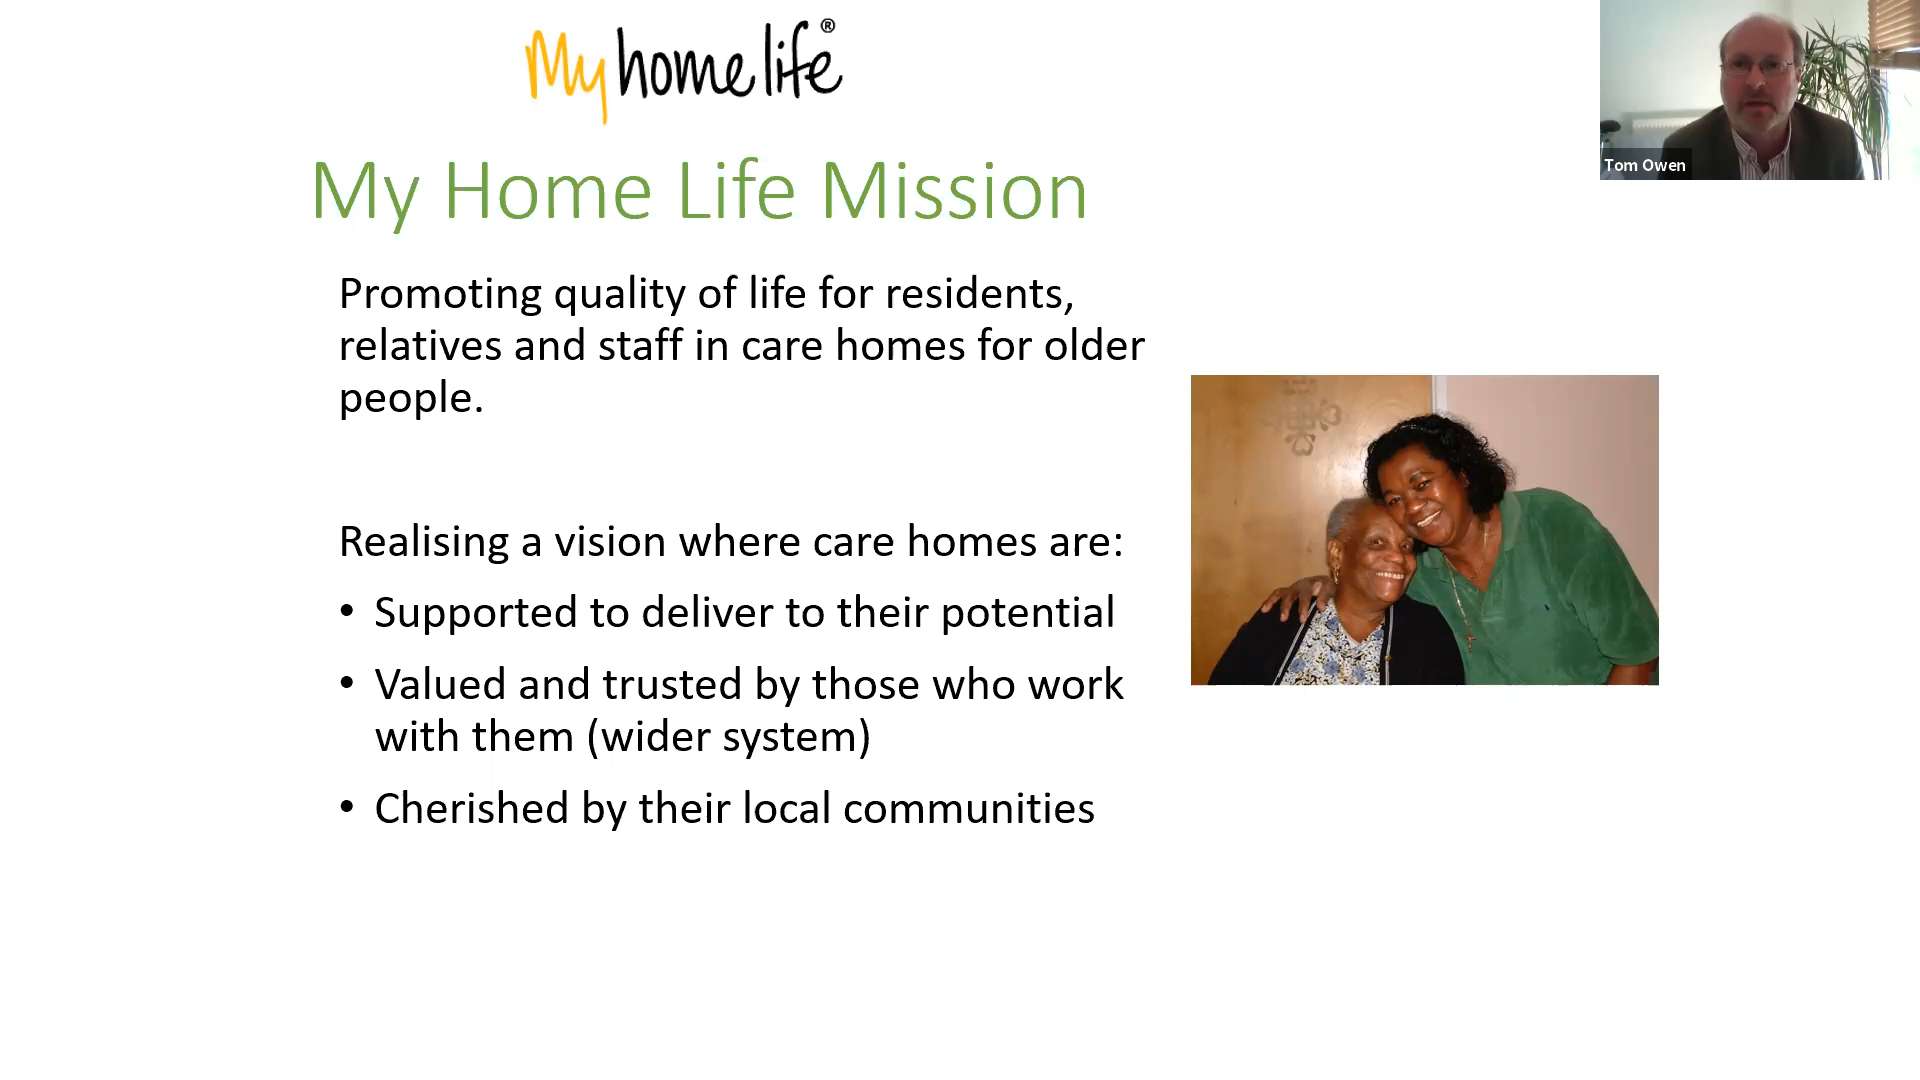 My home life®
My Home Life Mission
Promoting quality of life for residents,
relatives and staff in care homes for older
people.
Realising a vision where care homes are:
• Supported to deliver to their potential
• Valued and trusted by those who work
with them (wider system)
• Cherished by their local communities
Tom Owen